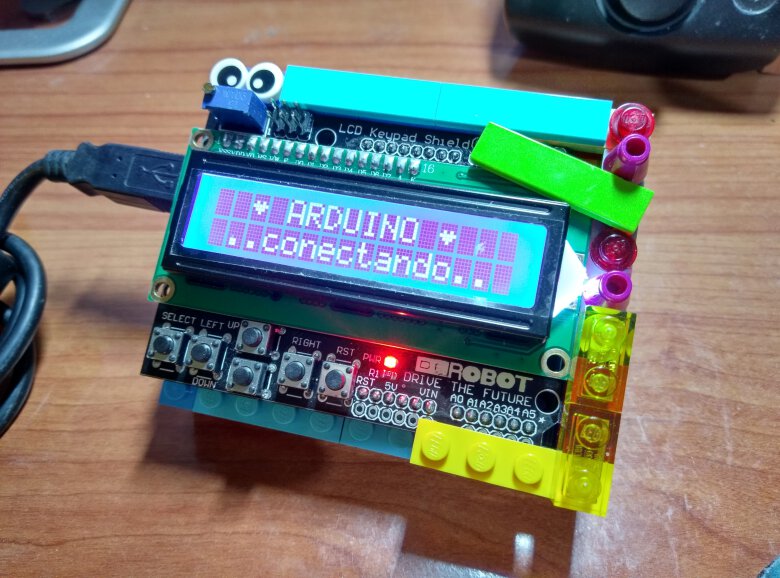 LCD Keypad Shield
16
♥ ARDUINO ♥
..conectando..
SELECT LEFT UP
RIGHT
RST
PWR
DOWN
DFROBOT
DRIVE THE FUTURE
RST 5V VIN
A0 A1 A2 A3 A4 A5